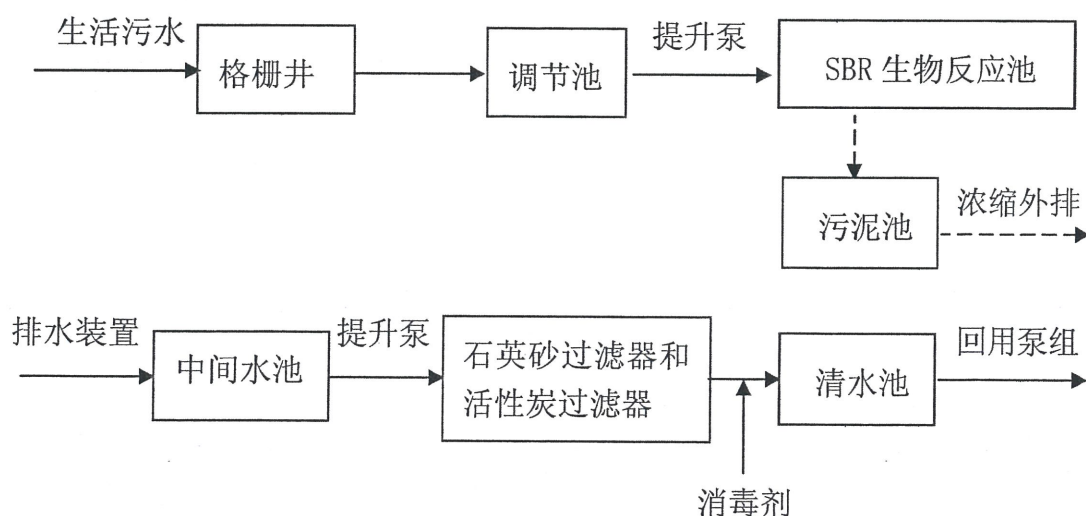 生活污水
格栅井
调节池
提升泵
SBR 生物反应池
污泥池
浓缩外排
排水装置
中间水池
提升泵
石英砂过滤器和
活性炭过滤器
消毒剂
清水池
回用泵组